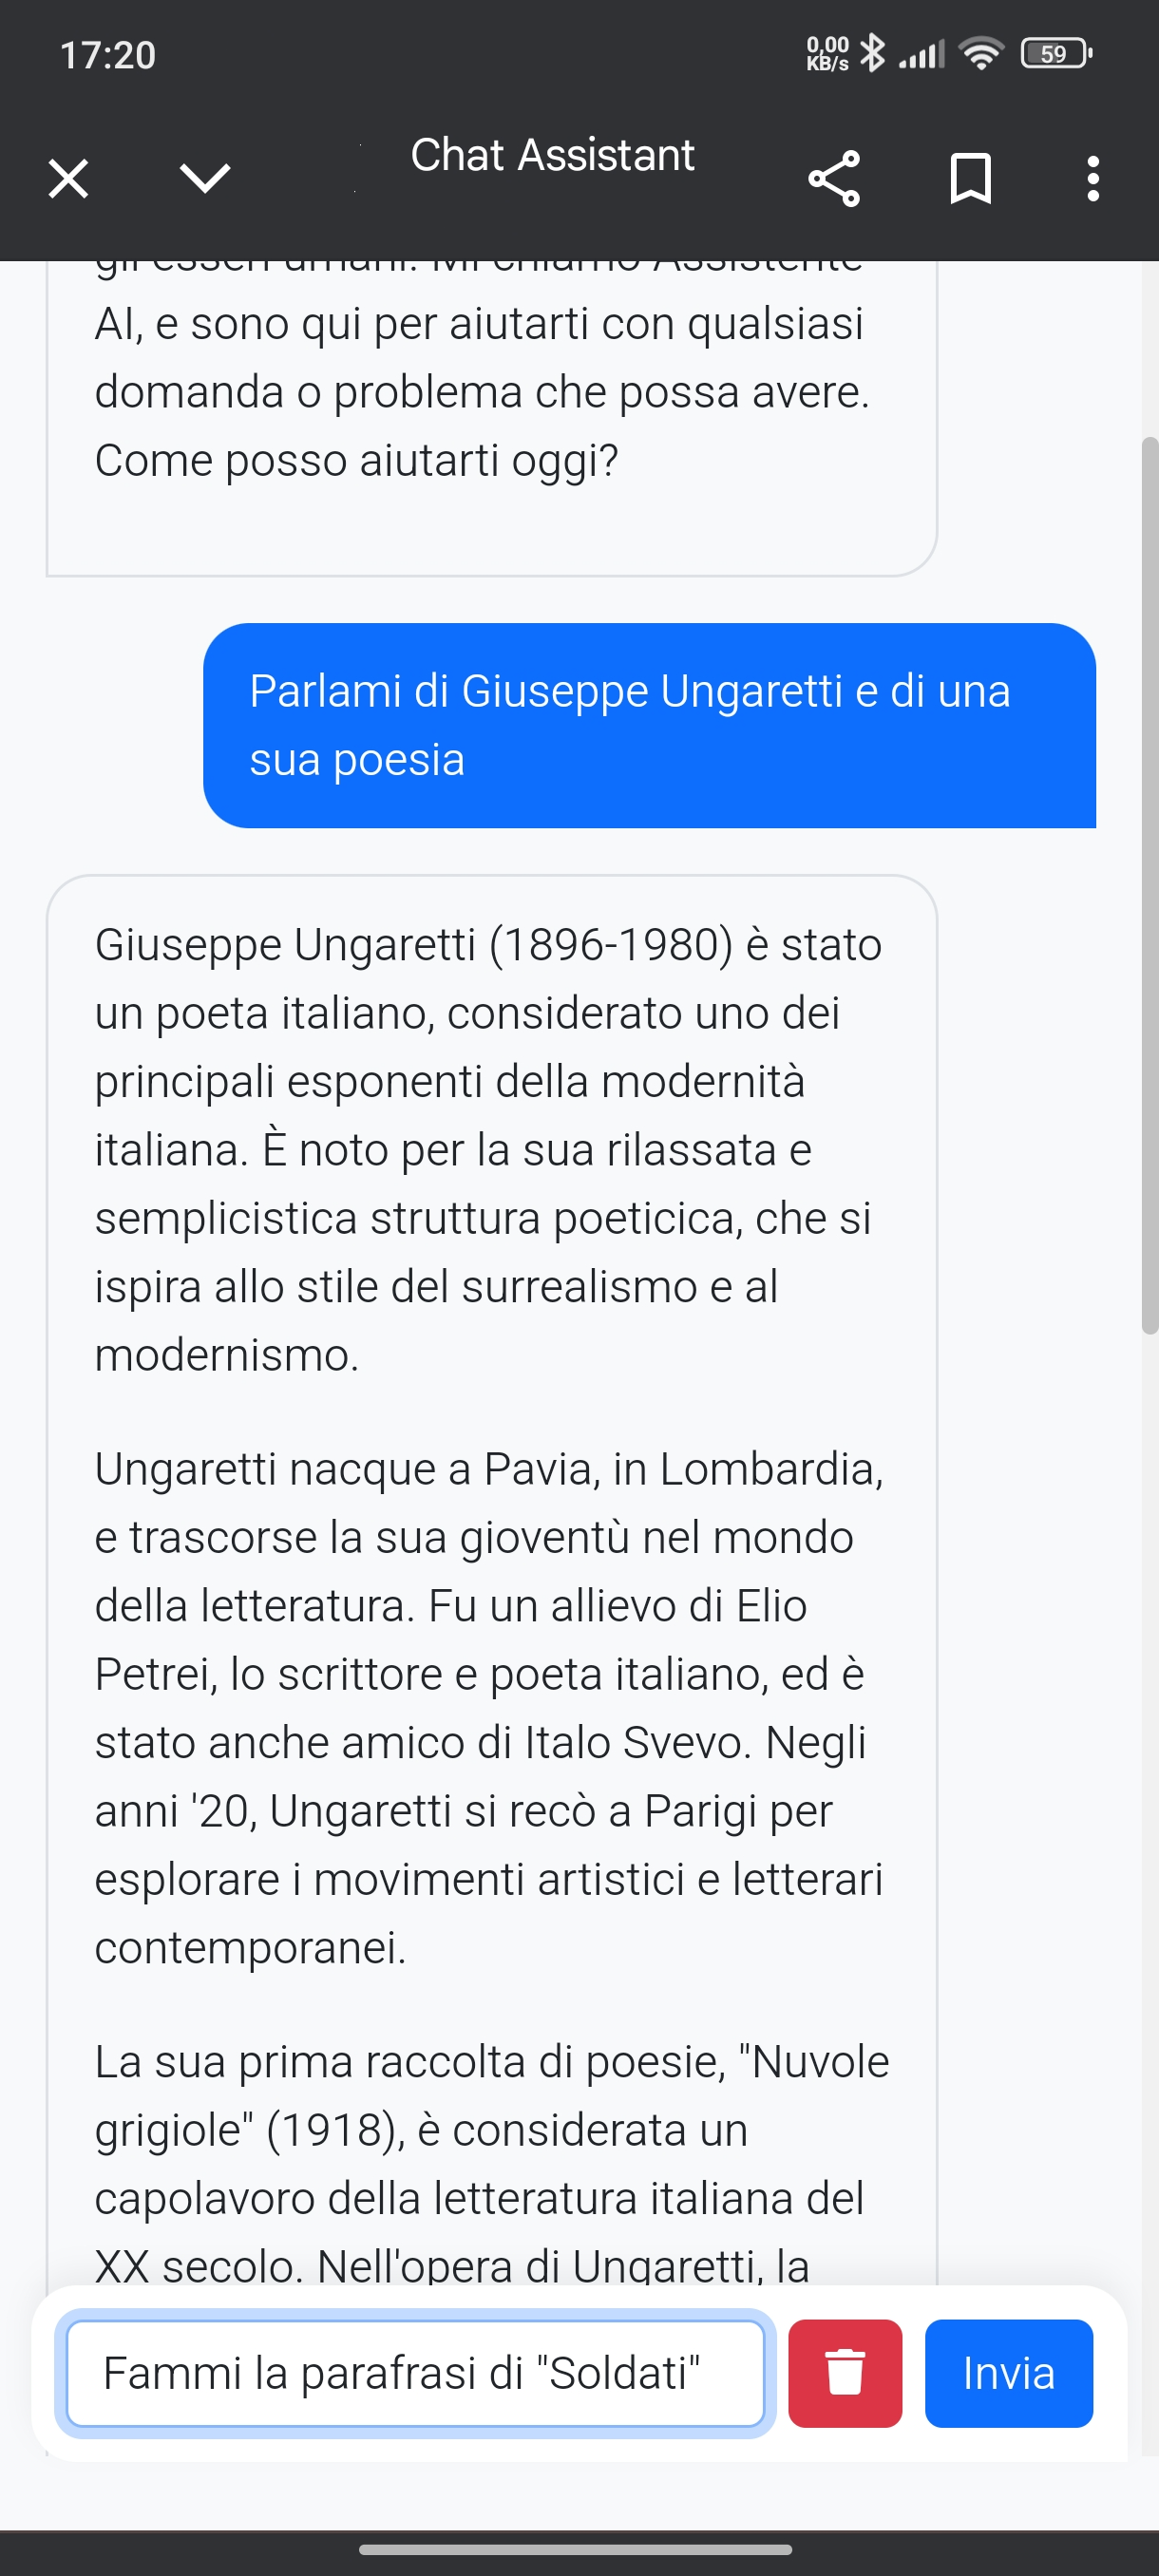 17:20
0,00
KB/s
59
Chat Assistant
gli esseri umani. Mi chiamo Assistente
AI, e sono qui per aiutarti con qualsiasi
domanda o problema che possa avere.
Come posso aiutarti oggi?
Parlami di Giuseppe Ungaretti e di una
sua poesia
Giuseppe Ungaretti (1896-1980) è stato
un poeta italiano, considerato uno dei
principali esponenti della modernità
italiana. È noto per la sua rilassata e
semplicistica struttura poeticica, che si
ispira allo stile del surrealismo e al
modernismo.
Ungaretti nacque a Pavia, in Lombardia,
e trascorse la sua gioventù nel mondo
della letteratura. Fu un allievo di Elio
Petrei, lo scrittore e poeta italiano, ed è
stato anche amico di Italo Svevo. Negli
anni '20, Ungaretti si recò a Parigi per
esplorare i movimenti artistici e letterari
contemporanei.
La sua prima raccolta di poesie, "Nuvole
grigiole" (1918), è considerata un
capolavoro della letteratura italiana del
XX secolo. Nell'opera di Ungaretti, la
Fammi la parafrasi di "Soldati"
Invia